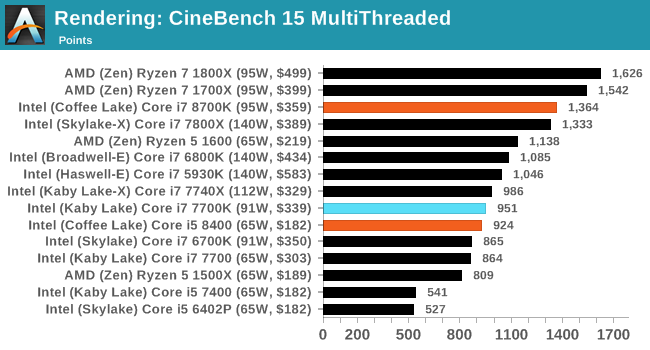 Rendering: CineBench 15 MultiThreaded
Points
AMD (Zen) Ryzen 7 1800X (95W, $499) 1,626
AMD (Zen) Ryzen 7 1700X (95W, $399) 1,542
Intel (Coffee Lake) Core i7 8700K (95W, $359) 1,364
Intel (Skylake-X) Core i7 7800X (140W, $389) 1,333
AMD (Zen) Ryzen 5 1600 (65W, $219) 1,138
Intel (Broadwell-E) Core i7 6800K (140W, $434) 1,085
Intel (Haswell-E) Core i7 5930K (140W, $583) 1,046
Intel (Kaby Lake-X) Core i7 7740X (112W, $329) 986
Intel (Kaby Lake) Core i7 7700K (91W, $339) 951
Intel (Coffee Lake) Core i5 8400 (65W, $182) 924
Intel (Skylake) Core i7 6700K (91W, $350) 865
Intel (Kaby Lake) Core i7 7700 (65W, $303) 864
AMD (Zen) Ryzen 5 1500X (65W, $189) 809
Intel (Kaby Lake) Core i5 7400 (65W, $182) 541
Intel (Skylake) Core i5 6402P (65W, $182) 527
0 200 500 800 1100 1400 1700